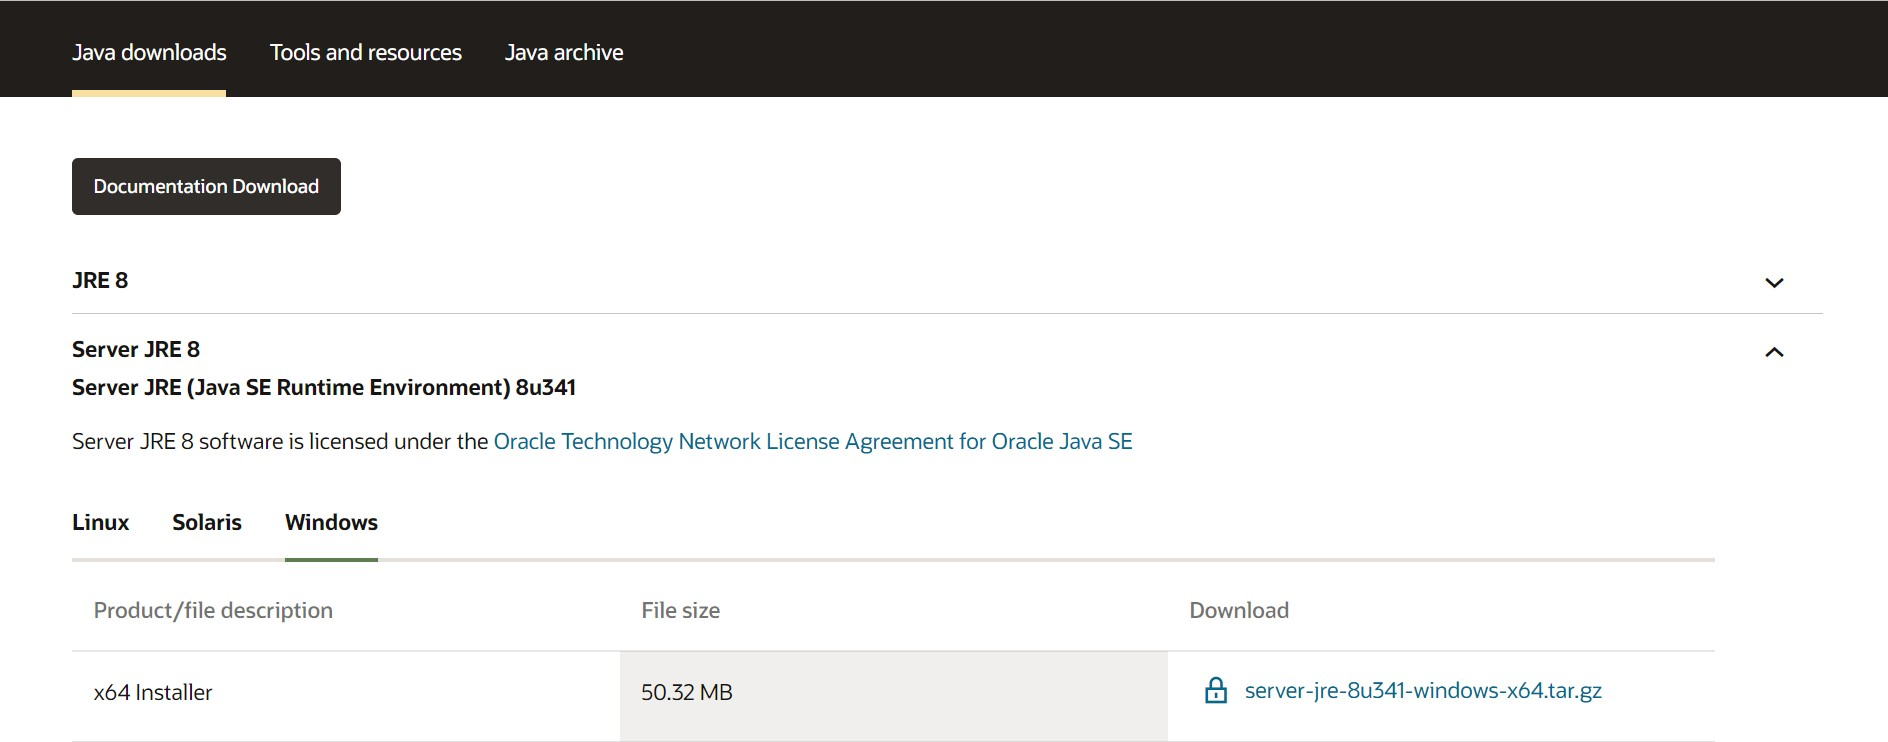 Java downloads Tools and resources Java archive
Documentation Download
JRE 8
Server JRE 8
Server JRE (Java SE Runtime Environment) 8u341
Server JRE 8 software is licensed under the Oracle Technology Network License Agreement for Oracle Java SE
Linux Solaris Windows
Product/file description File size Download
x64 Installer 50.32 MB server-jre-8u341-windows-x64.tar.gz